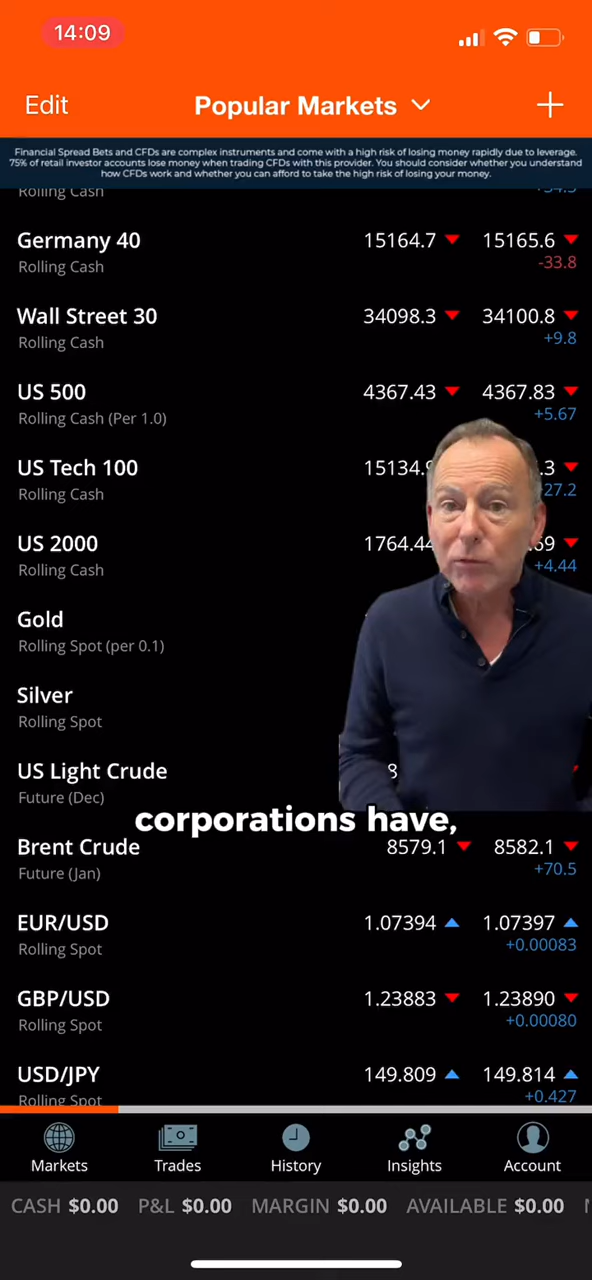 14:09
Edit
Popular Markets
Financial Spread Bets and CFDs are complex instruments and come with a high risk of losing money rapidly due to leverage.
75% of retail investor accounts lose money when trading CFDs with this provider. You should consider whether you understand
how CFDs work and whether you can afford to take the high risk of losing your money.
Rolling Cash
Germany 40 15164.7 15165.6
Rolling Cash -33.8
Wall Street 30 34098.3 34100.8
Rolling Cash +9.8
US 500 4367.43 4367.83
Rolling Cash (Per 1.0) +5.67
US Tech 100 15134. .3
Rolling Cash 27.2
US 2000 1764.44 .69
Rolling Cash +4.44
Gold
Rolling Spot (per 0.1)
Silver
Rolling Spot
US Light Crude 8
Future (Dec)
corporations have,
Brent Crude 8579.1 8582.1
Future (Jan) +70.5
EUR/USD 1.07394 1.07397
Rolling Spot +0.00083
GBP/USD 1.23883 1.23890
Rolling Spot +0.00080
USD/JPY 149.809 149.814
Rolling Spot +0.427
Markets Trades History Insights Account
CASH $0.00 P&L $0.00 MARGIN $0.00 AVAILABLE $0.00